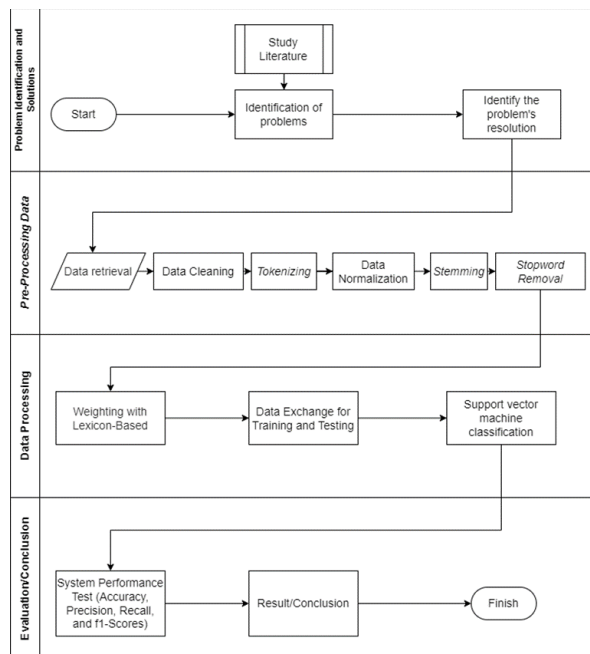 Problem Identification and
Solutions
Study
Literature
Start
Identification of
problems
Identify the
problem's
resolution
Pre-Processing Data
Data retrieval
Data Cleaning
Tokenizing
Data
Normalization
Stemming
Stopword
Removal
Data Processing
Weighting with
Lexicon-Based
Data Exchange for
Training and Testing
Support vector
machine
classification
Evaluation/Conclusion
System Performance
Test (Accuracy,
Precision, Recall,
and f1-Scores)
Result/Conclusion
Finish